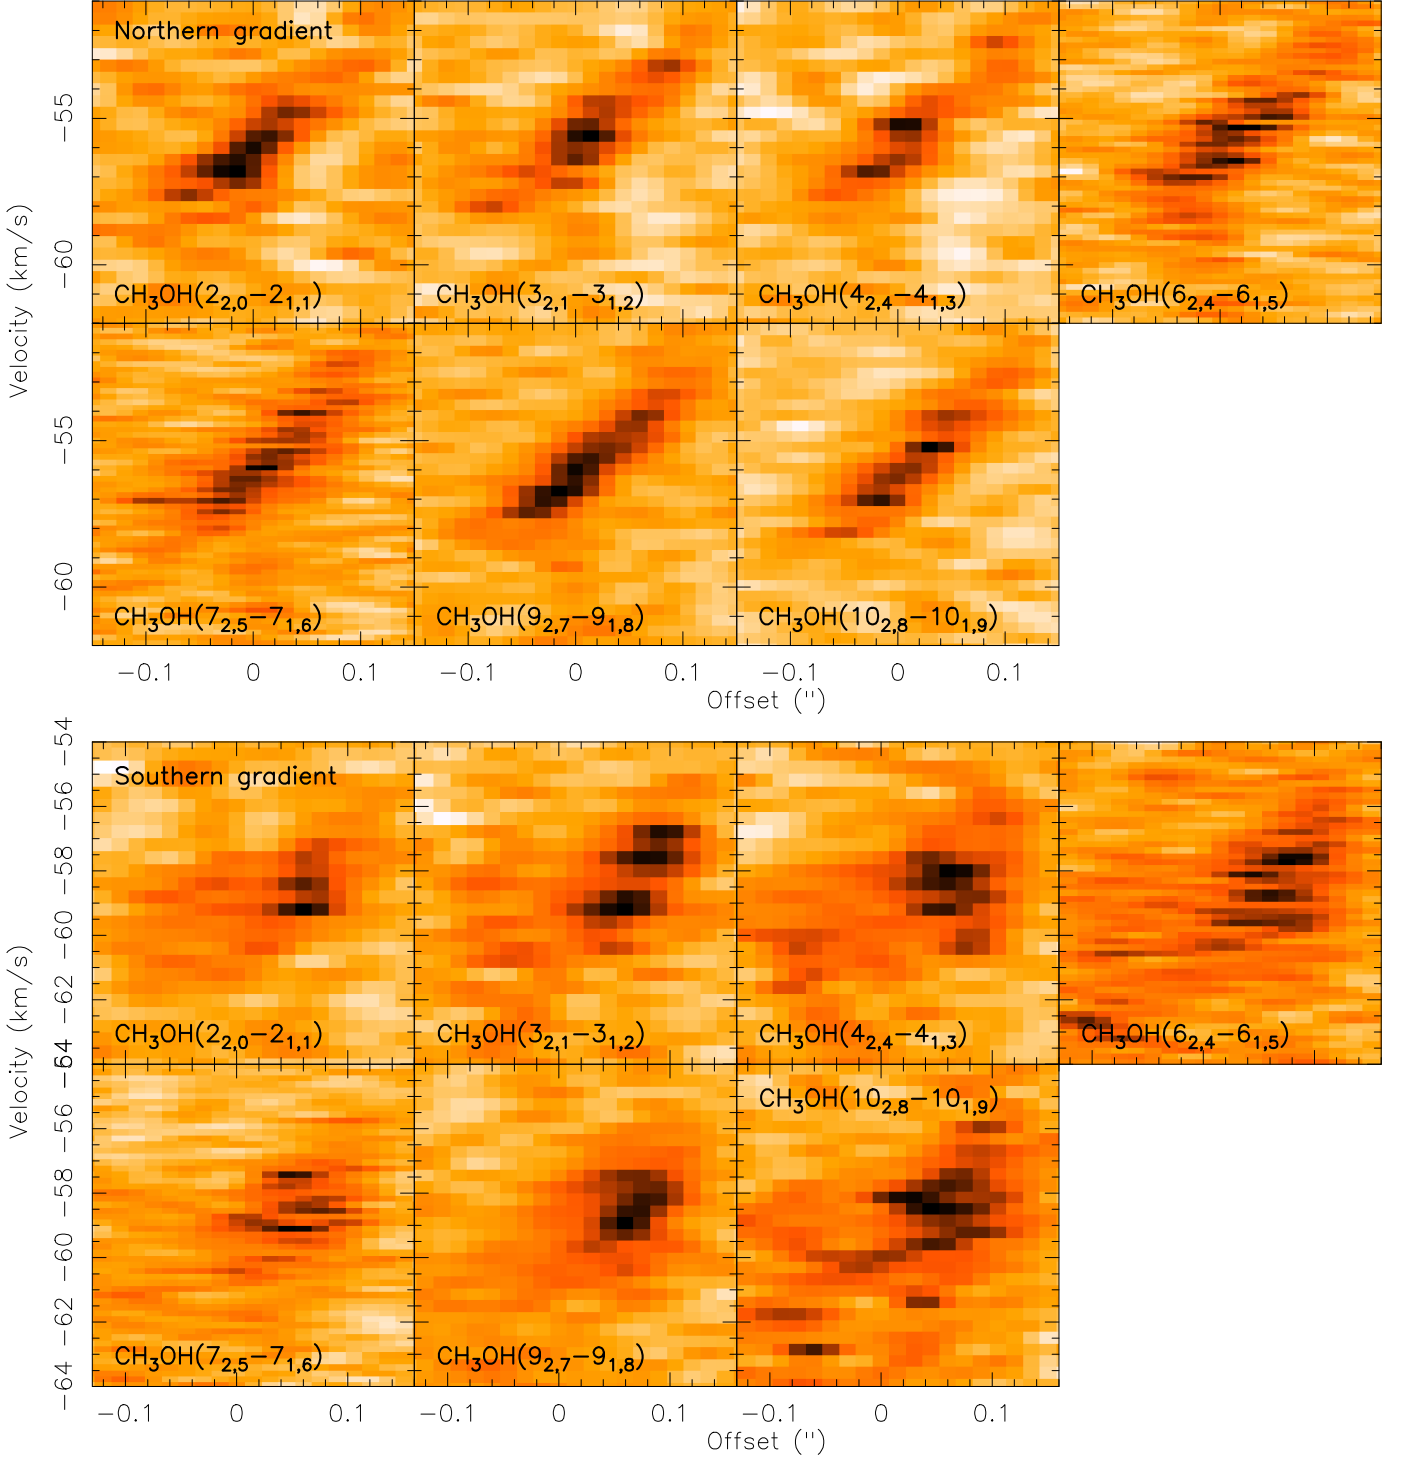 Northern gradient
CH₃OH(2₂,₀−2₁,₁) CH₃OH(3₂,₁−3₁,₂) CH₃OH(4₂,₄−4₁,₃) CH₃OH(6₂,₄−6₁,₅)
−55
−60
Velocity (km/s)
CH₃OH(7₂,₅−7₁,₆) CH₃OH(9₂,₇−9₁,₈) CH₃OH(10₂,₈−10₁,₉)
−55
−60
−0.1 0 0.1 −0.1 0 0.1 −0.1 0 0.1
Offset (")
Southern gradient
−54
−56
−58
−60
−62
−64
CH₃OH(2₂,₀−2₁,₁) CH₃OH(3₂,₁−3₁,₂) CH₃OH(4₂,₄−4₁,₃) CH₃OH(6₂,₄−6₁,₅)
Velocity (km/s)
CH₃OH(10₂,₈−10₁,₉)
−56
−58
−60
−62
−64
CH₃OH(7₂,₅−7₁,₆) CH₃OH(9₂,₇−9₁,₈)
−0.1 0 0.1 −0.1 0 0.1 −0.1 0 0.1
Offset (")